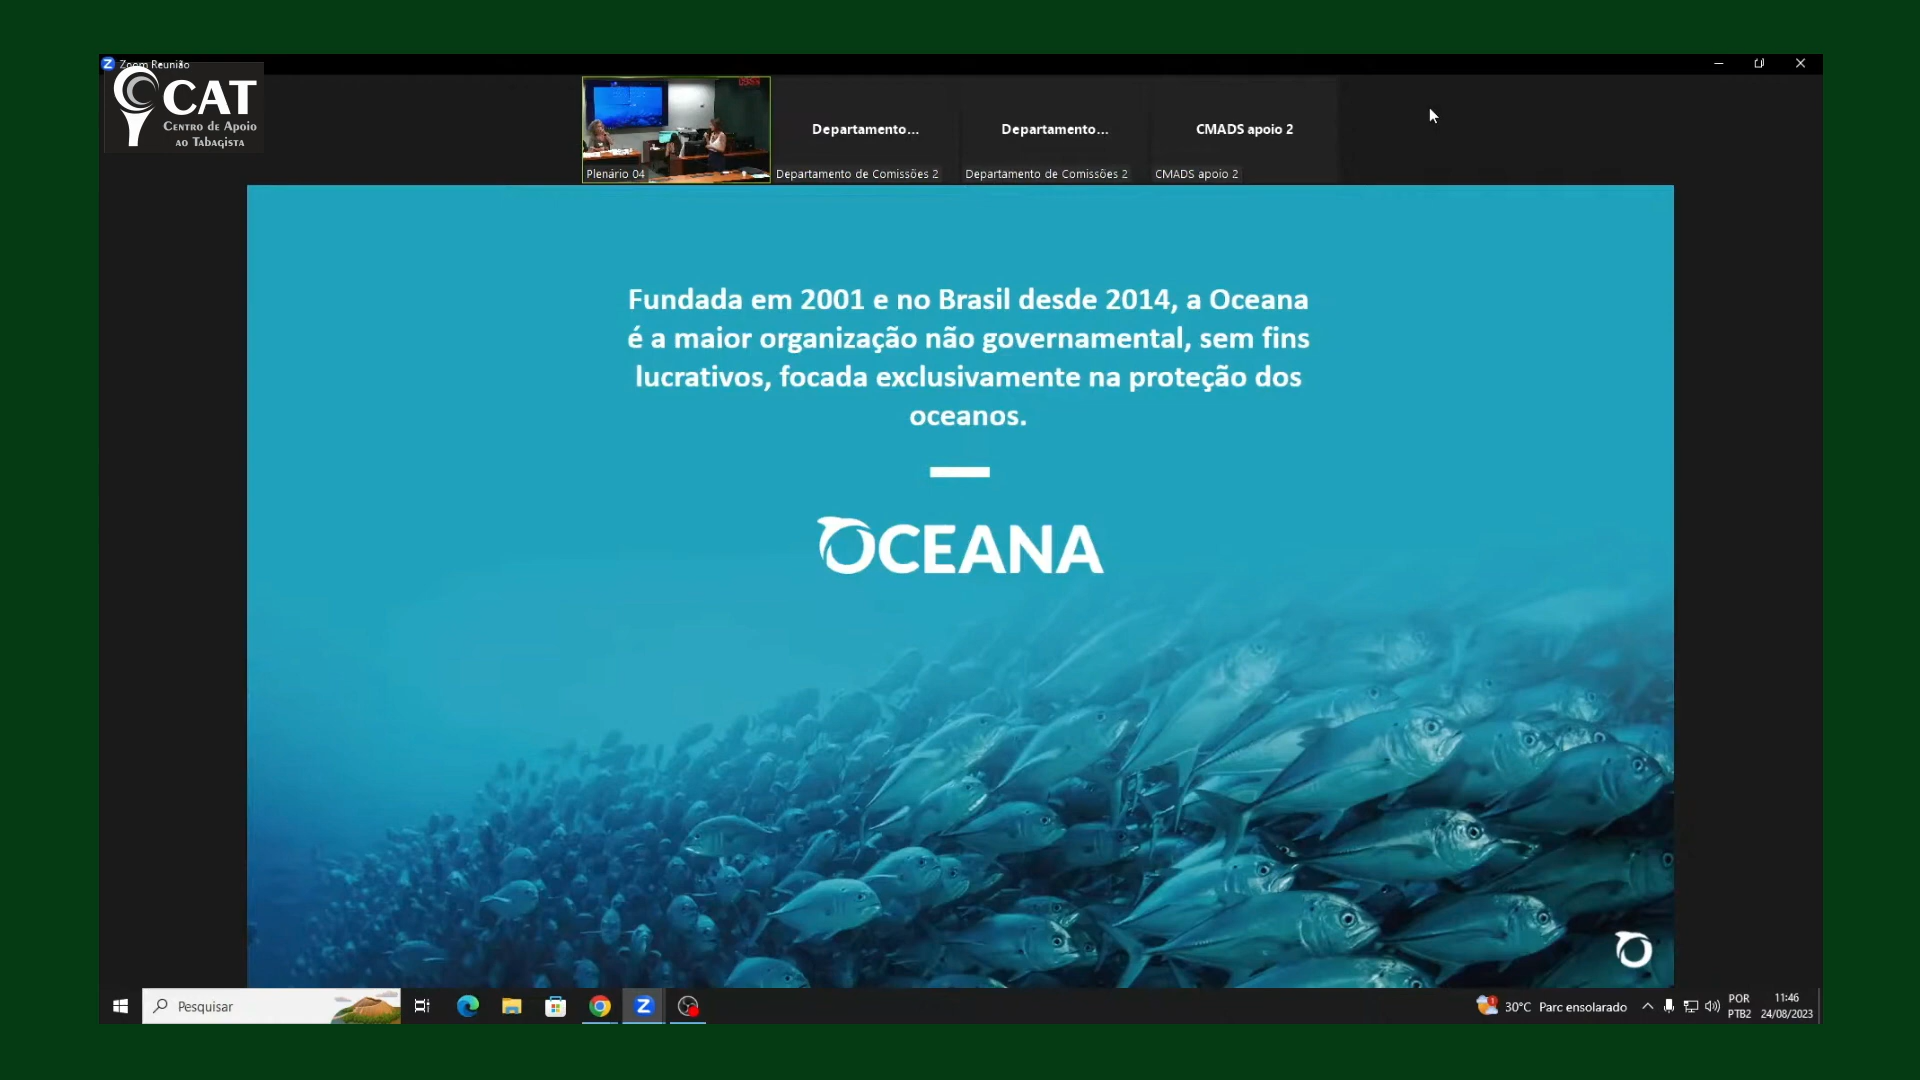 Zoom Reunião
CAT
Centro de Apoio
ao Tabagista
Departamento...
Departamento...
CMADS apoio 2
Plenário 04
Departamento de Comissões 2
Departamento de Comissões 2
CMADS apoio 2
Fundada em 2001 e no Brasil desde 2014, a Oceana
é a maior organização não governamental, sem fins
lucrativos, focada exclusivamente na proteção dos
oceanos.
OCEANA
Pesquisar
30°C Parc ensolarado
POR
PTB2
11:46
24/08/2023